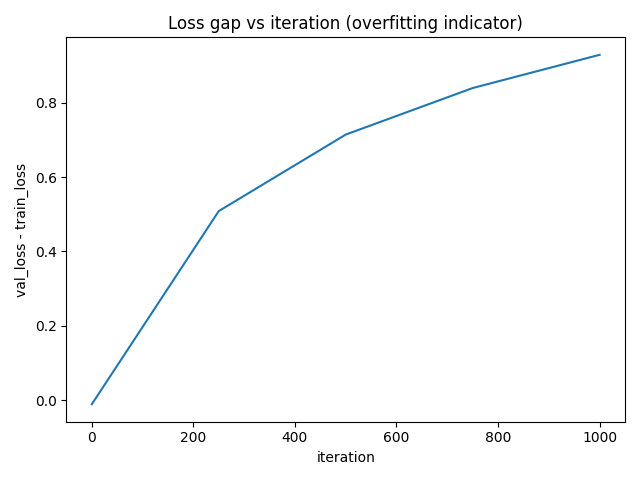 Loss gap vs iteration (overfitting indicator)
val_loss - train_loss
0.8
0.6
0.4
0.2
0.0
0 200 400 600 800 1000
iteration